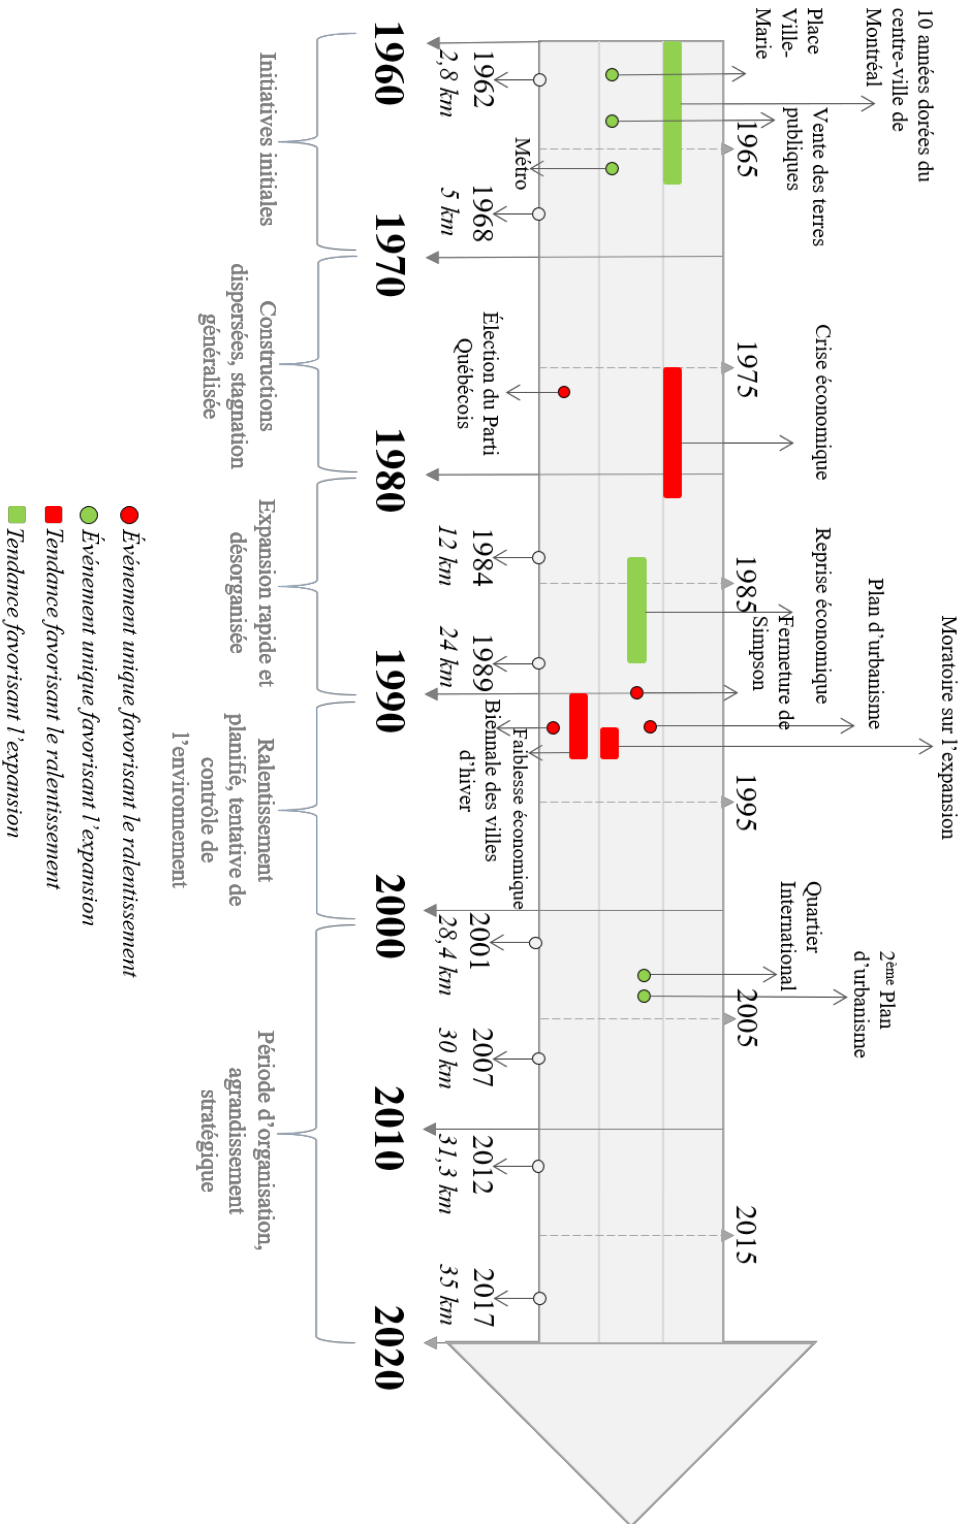 10 années dorées du
centre-ville de
Montréal
Place
Ville-
Marie
Vente des terres
publiques
Crise économique
Reprise économique
Fermeture de
Simpson
Plan d’urbanisme
Moratoire sur l’expansion
Quartier
International
2ème Plan
d’urbanisme
1965
1975
1985
1995
2005
2015
Métro
Élection du Parti
Québécois
Faiblesse économique
Biennale des villes
d’hiver
1962
2,8 km
1968
5 km
1984
12 km
1989
24 km
2001
28,4 km
2007
30 km
2012
31,3 km
2017
35 km
1960
1970
1980
1990
2000
2010
2020
Initiatives initiales
Constructions
dispersées, stagnation
généralisée
Expansion rapide et
désorganisée
Ralentissement
planifié, tentative de
contrôle de
l’environnement
Période d’organisation,
agrandissement
stratégique
Événement unique favorisant le ralentissement
Événement unique favorisant l’expansion
Tendance favorisant le ralentissement
Tendance favorisant l’expansion